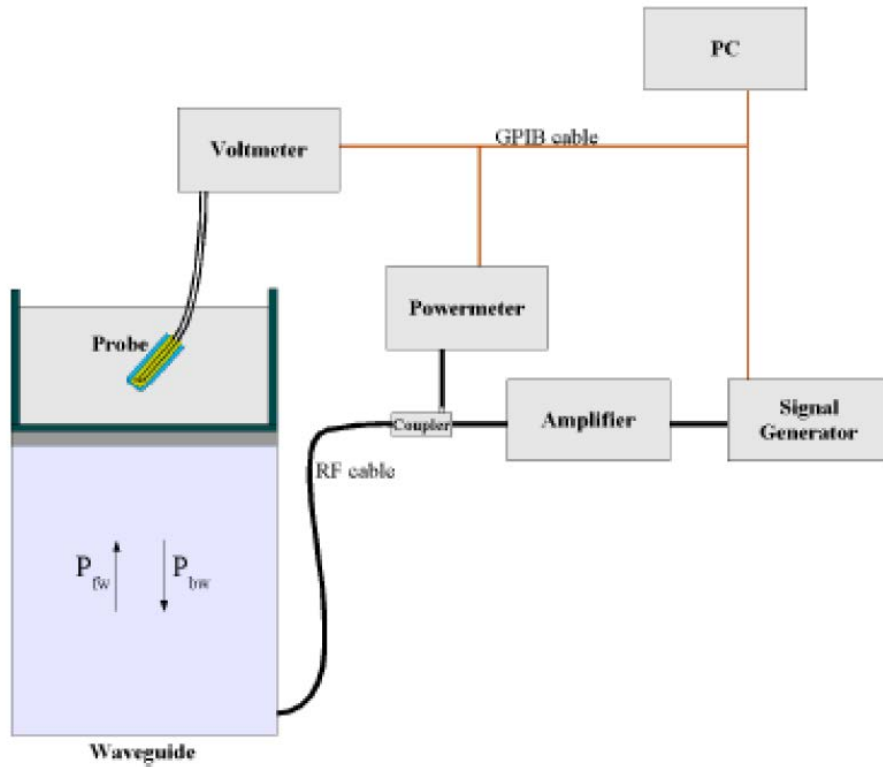 PC
Voltmeter
GPIB cable
Powermeter
Probe
Coupler
Amplifier
Signal
Generator
RF cable
P fw
P bw
Waveguide